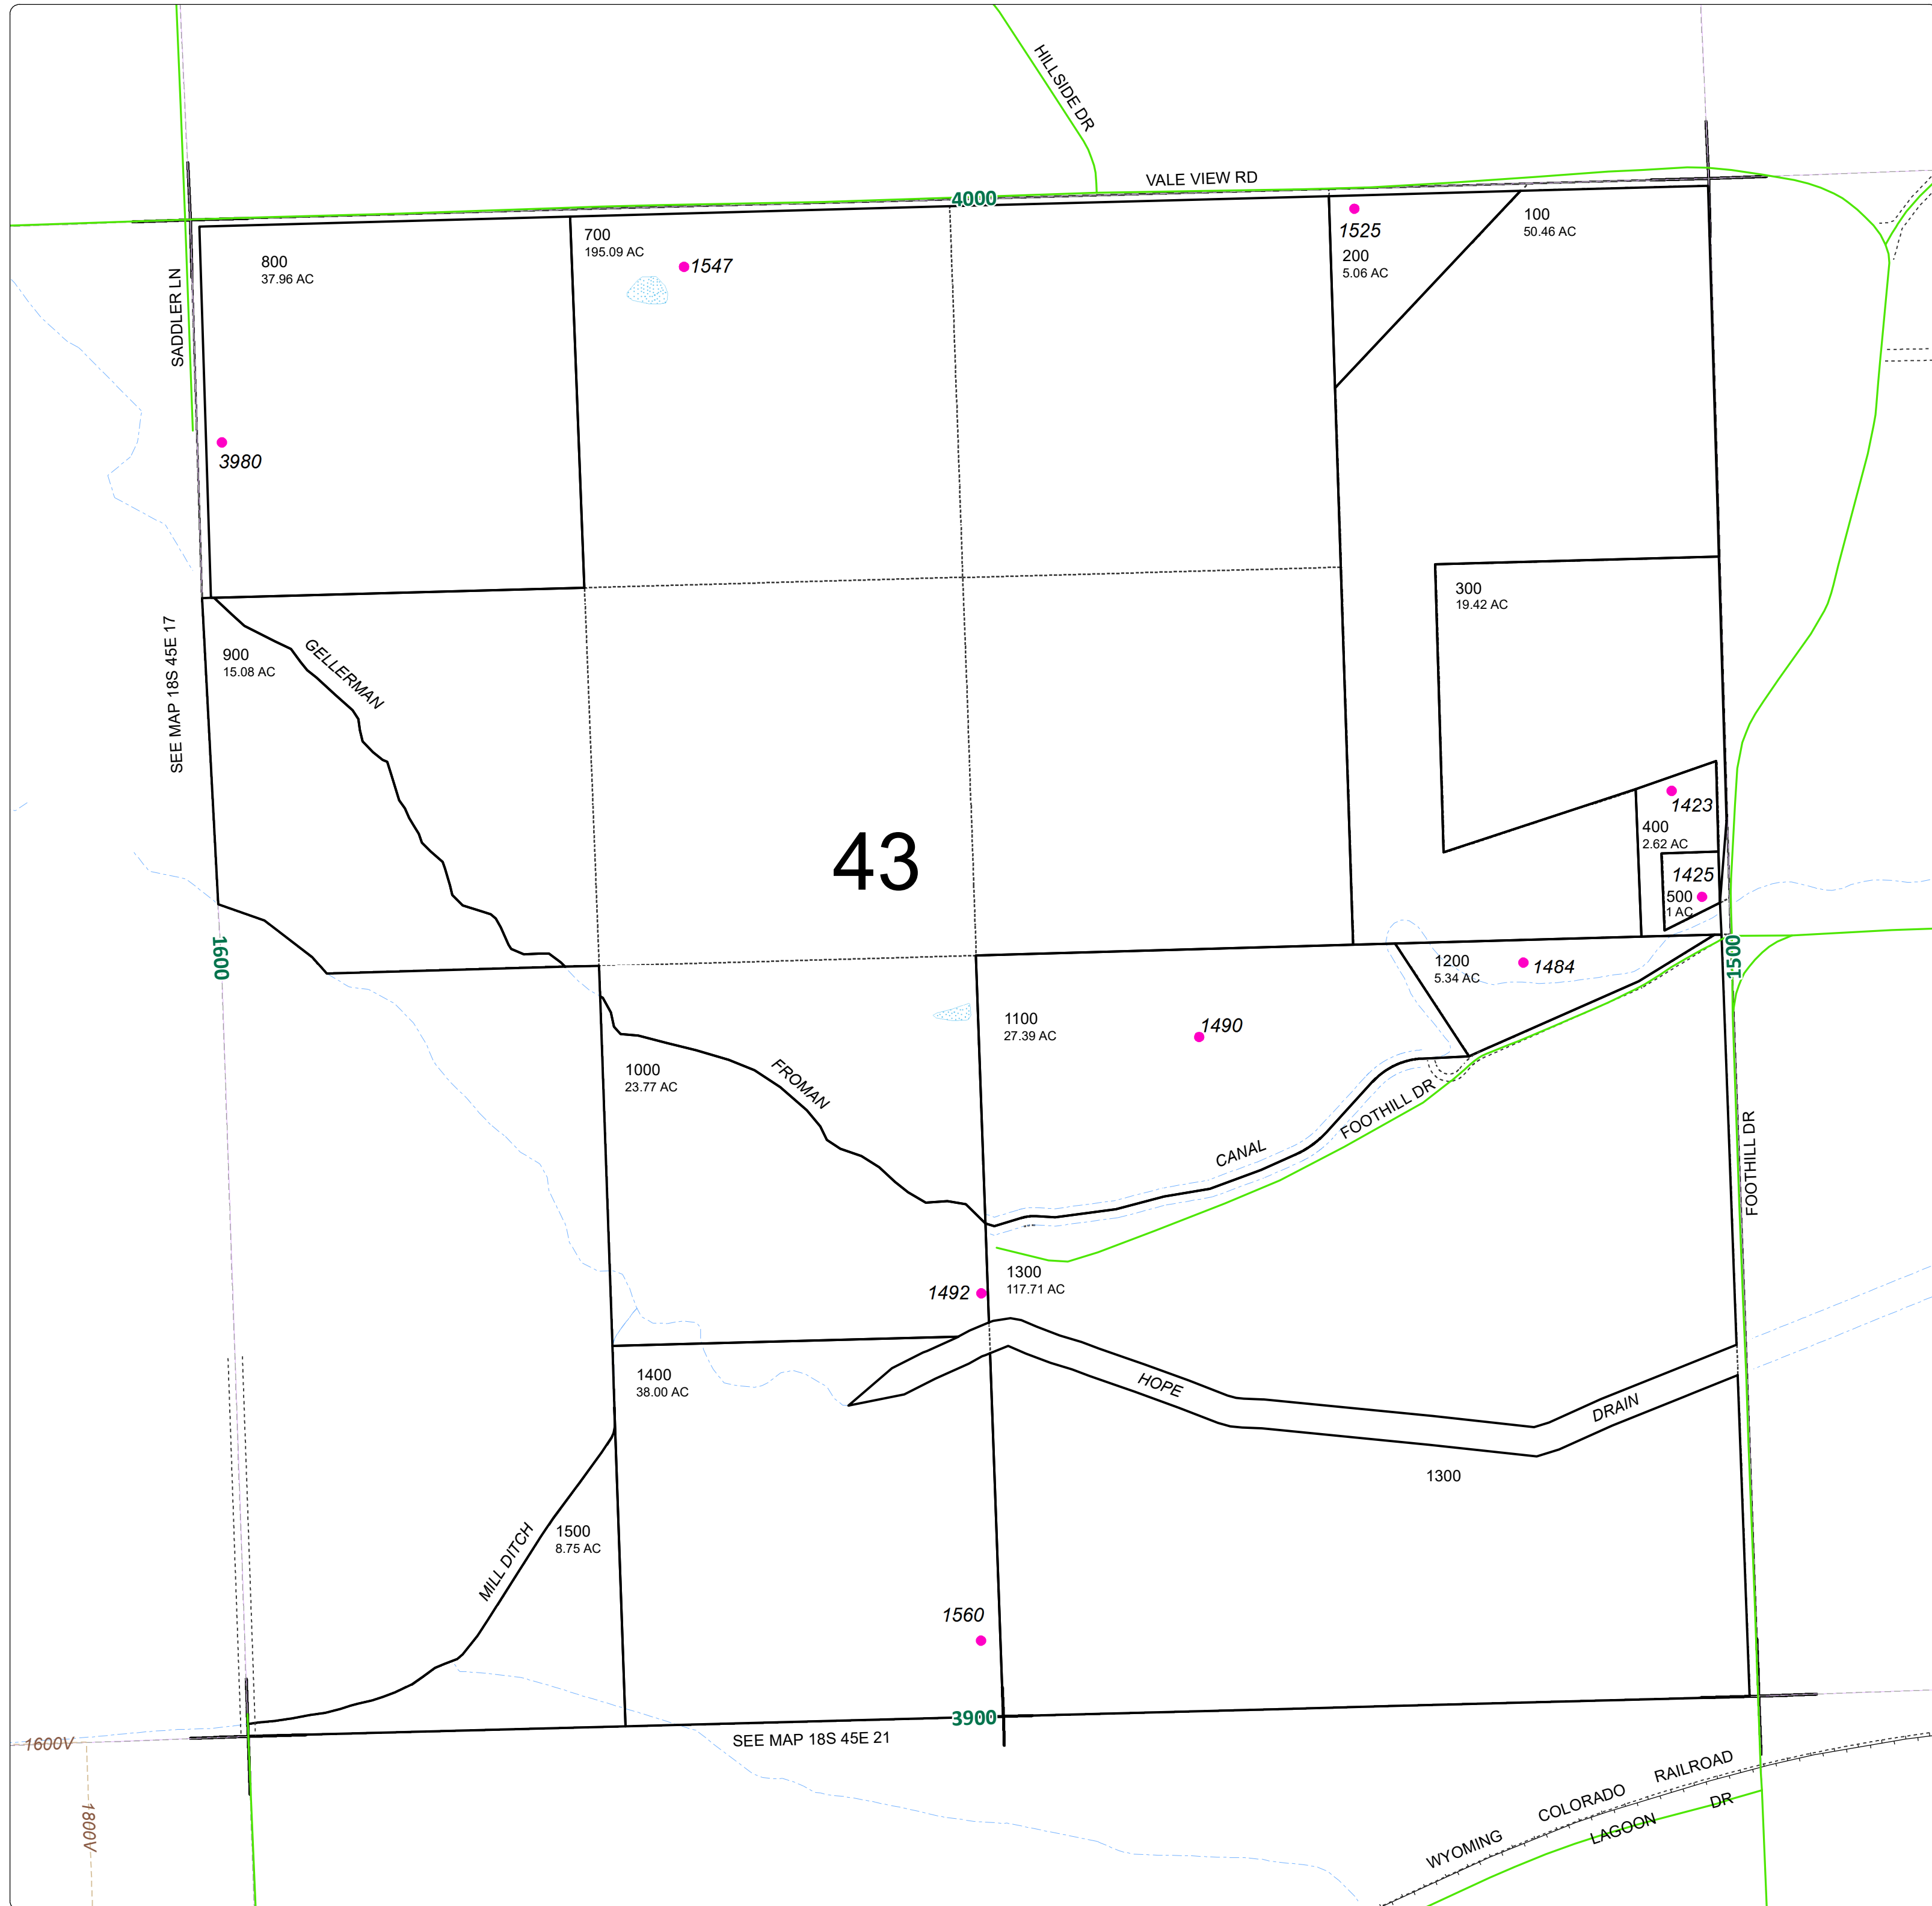 HILLSIDE DR
VALE VIEW RD
4000
100
50.46 AC
1525
200
5.06 AC
700
195.09 AC
1547
800
37.96 AC
SADDLER LN
3980
300
19.42 AC
SEE MAP 18S 45E 17
900
15.08 AC
GELLERMAN
1423
400
2.62 AC
43
1425
500
1 AC
1600
1500
1200
5.34 AC
1484
1100
27.39 AC
1490
1000
23.77 AC
FROMAN
CANAL
FOOTHILL DR
FOOTHILL DR
1300
117.71 AC
1492
1400
38.00 AC
HOPE
DRAIN
1300
MILL DITCH
1500
8.75 AC
1560
3900
SEE MAP 18S 45E 21
1600V
1800V
WYOMING COLORADO RAILROAD
LAGOON DR